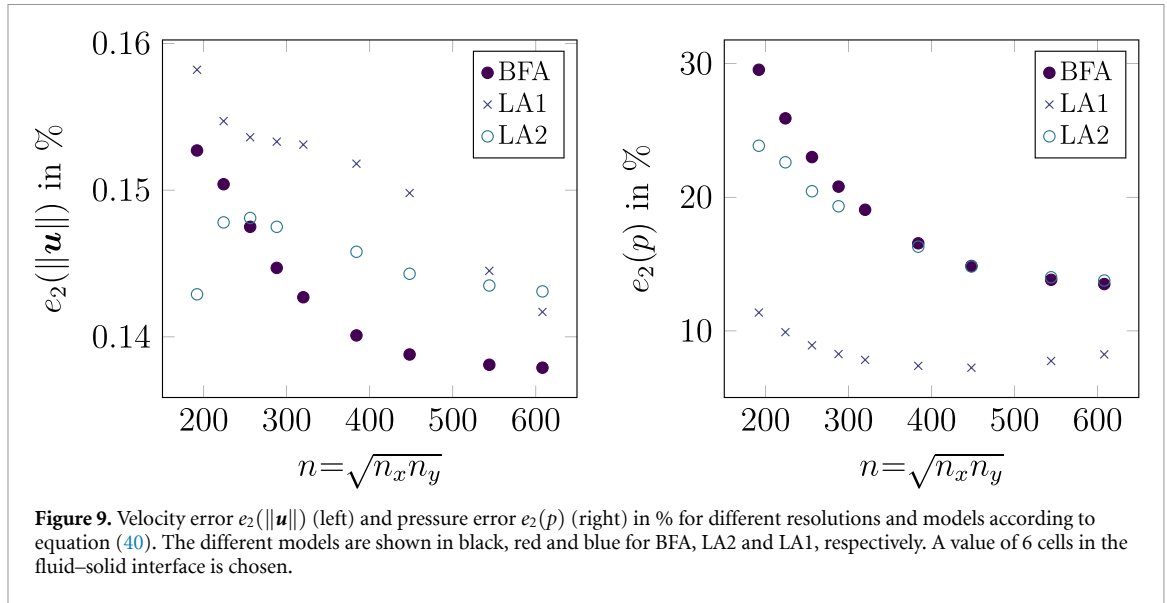 0.16
0.15
0.14
e₂(‖u‖) in %
200 300 400 500 600
n=√nₓn_y
BFA
LA1
LA2
30
20
10
e₂(p) in %
200 300 400 500 600
n=√nₓn_y
BFA
LA1
LA2
Figure 9. Velocity error e₂(‖u‖) (left) and pressure error e₂(p) (right) in % for different resolutions and models according to
equation (40). The different models are shown in black, red and blue for BFA, LA2 and LA1, respectively. A value of 6 cells in the
fluid–solid interface is chosen.